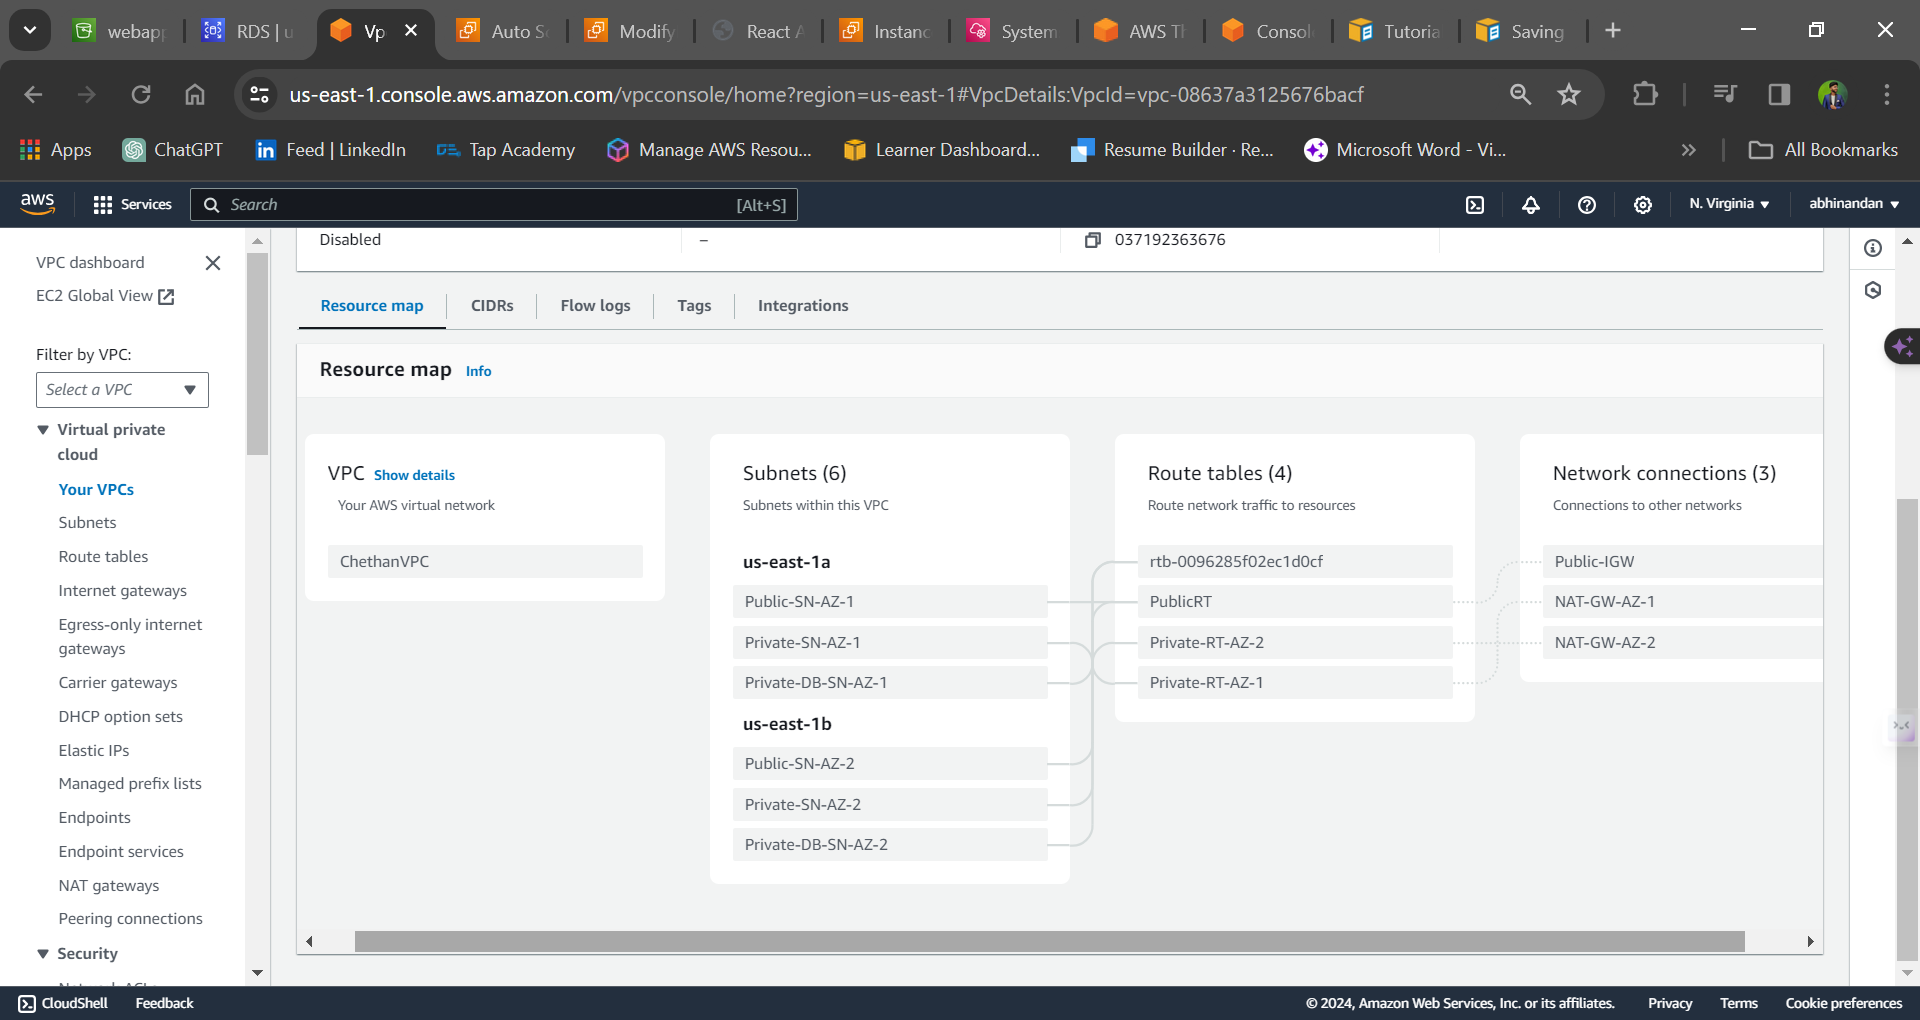 webapp
RDS | u
Vp
Auto Sc
Modify
React A
Instanc
System
AWS Th
Consol
Tutoria
Saving
us-east-1.console.aws.amazon.com/vpcconsole/home?region=us-east-1#VpcDetails:VpcId=vpc-08637a3125676bacf
Apps
ChatGPT
Feed | LinkedIn
Tap Academy
Manage AWS Resou...
Learner Dashboard...
Resume Builder · Re...
Microsoft Word - Vi...
»
All Bookmarks
aws
Services
Search
[Alt+S]
N. Virginia
abhinandan
VPC dashboard
EC2 Global View
Filter by VPC:
Select a VPC
Virtual private
cloud
Your VPCs
Subnets
Route tables
Internet gateways
Egress-only internet
gateways
Carrier gateways
DHCP option sets
Elastic IPs
Managed prefix lists
Endpoints
Endpoint services
NAT gateways
Peering connections
Security
Disabled
–
037192363676
Resource map
CIDRs
Flow logs
Tags
Integrations
Resource map Info
VPC Show details
Your AWS virtual network
ChethanVPC
Subnets (6)
Subnets within this VPC
us-east-1a
Public-SN-AZ-1
Private-SN-AZ-1
Private-DB-SN-AZ-1
us-east-1b
Public-SN-AZ-2
Private-SN-AZ-2
Private-DB-SN-AZ-2
Route tables (4)
Route network traffic to resources
rtb-0096285f02ec1d0cf
PublicRT
Private-RT-AZ-2
Private-RT-AZ-1
Network connections (3)
Connections to other networks
Public-IGW
NAT-GW-AZ-1
NAT-GW-AZ-2
CloudShell
Feedback
© 2024, Amazon Web Services, Inc. or its affiliates.
Privacy
Terms
Cookie preferences